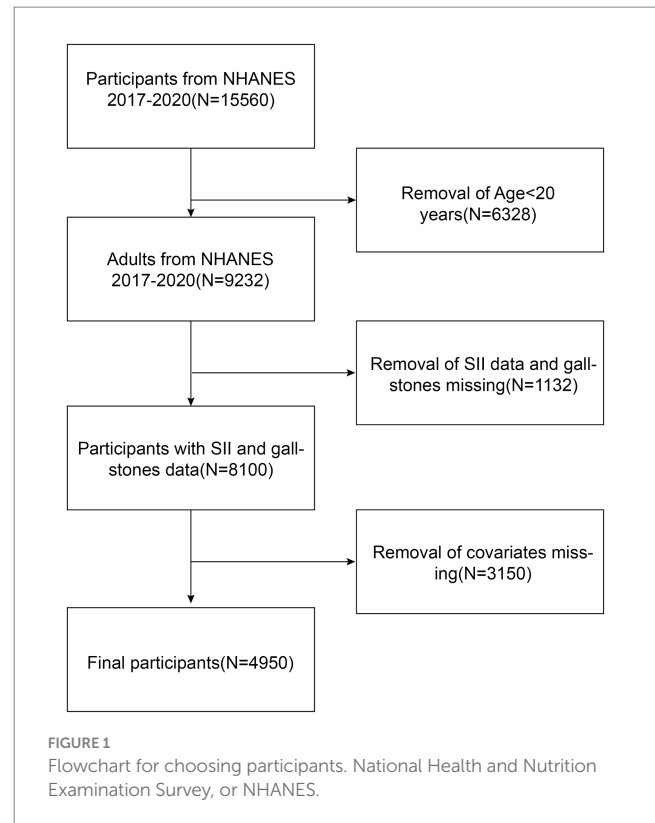 Participants from NHANES
2017-2020(N=15560)
Removal of Age<20
years(N=6328)
Adults from NHANES
2017-2020(N=9232)
Removal of SII data and gall-
stones missing(N=1132)
Participants with SII and gall-
stones data(N=8100)
Removal of covariates miss-
ing(N=3150)
Final participants(N=4950)
FIGURE 1
Flowchart for choosing participants. National Health and Nutrition
Examination Survey, or NHANES.